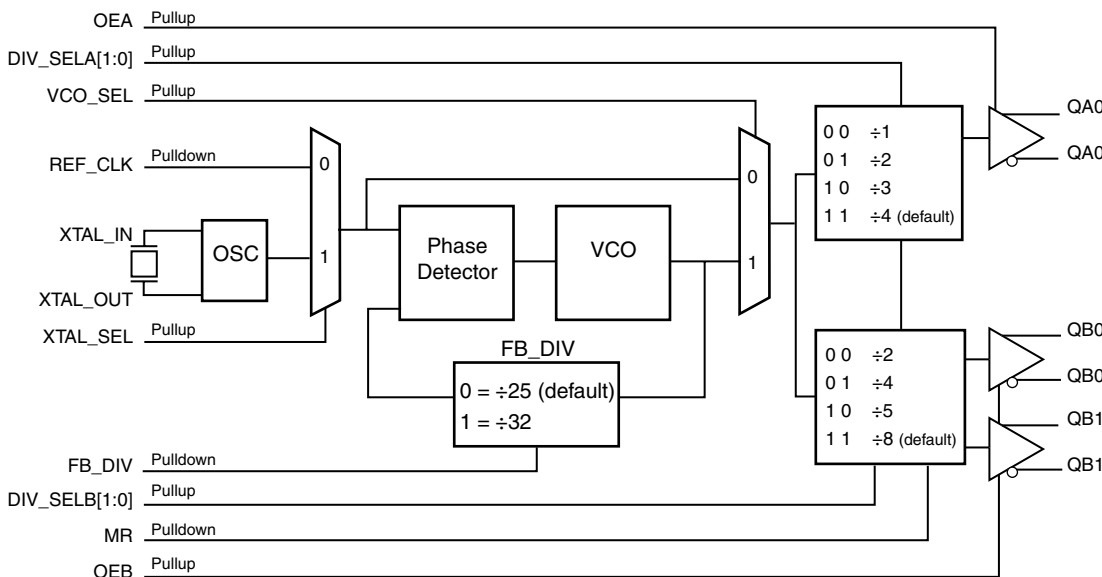 OEA Pullup
DIV_SELA[1:0] Pullup
VCO_SEL Pullup
REF_CLK Pulldown
XTAL_IN
XTAL_OUT
XTAL_SEL Pullup
OSC
0
1
Phase
Detector
VCO
FB_DIV
0 = ÷25 (default)
1 = ÷32
0
1
0 0 ÷1
0 1 ÷2
1 0 ÷3
1 1 ÷4 (default)
QA0
QA0
0 0 ÷2
0 1 ÷4
1 0 ÷5
1 1 ÷8 (default)
QB0
QB0
QB1
QB1
FB_DIV Pulldown
DIV_SELB[1:0] Pullup
MR Pulldown
OEB Pullup